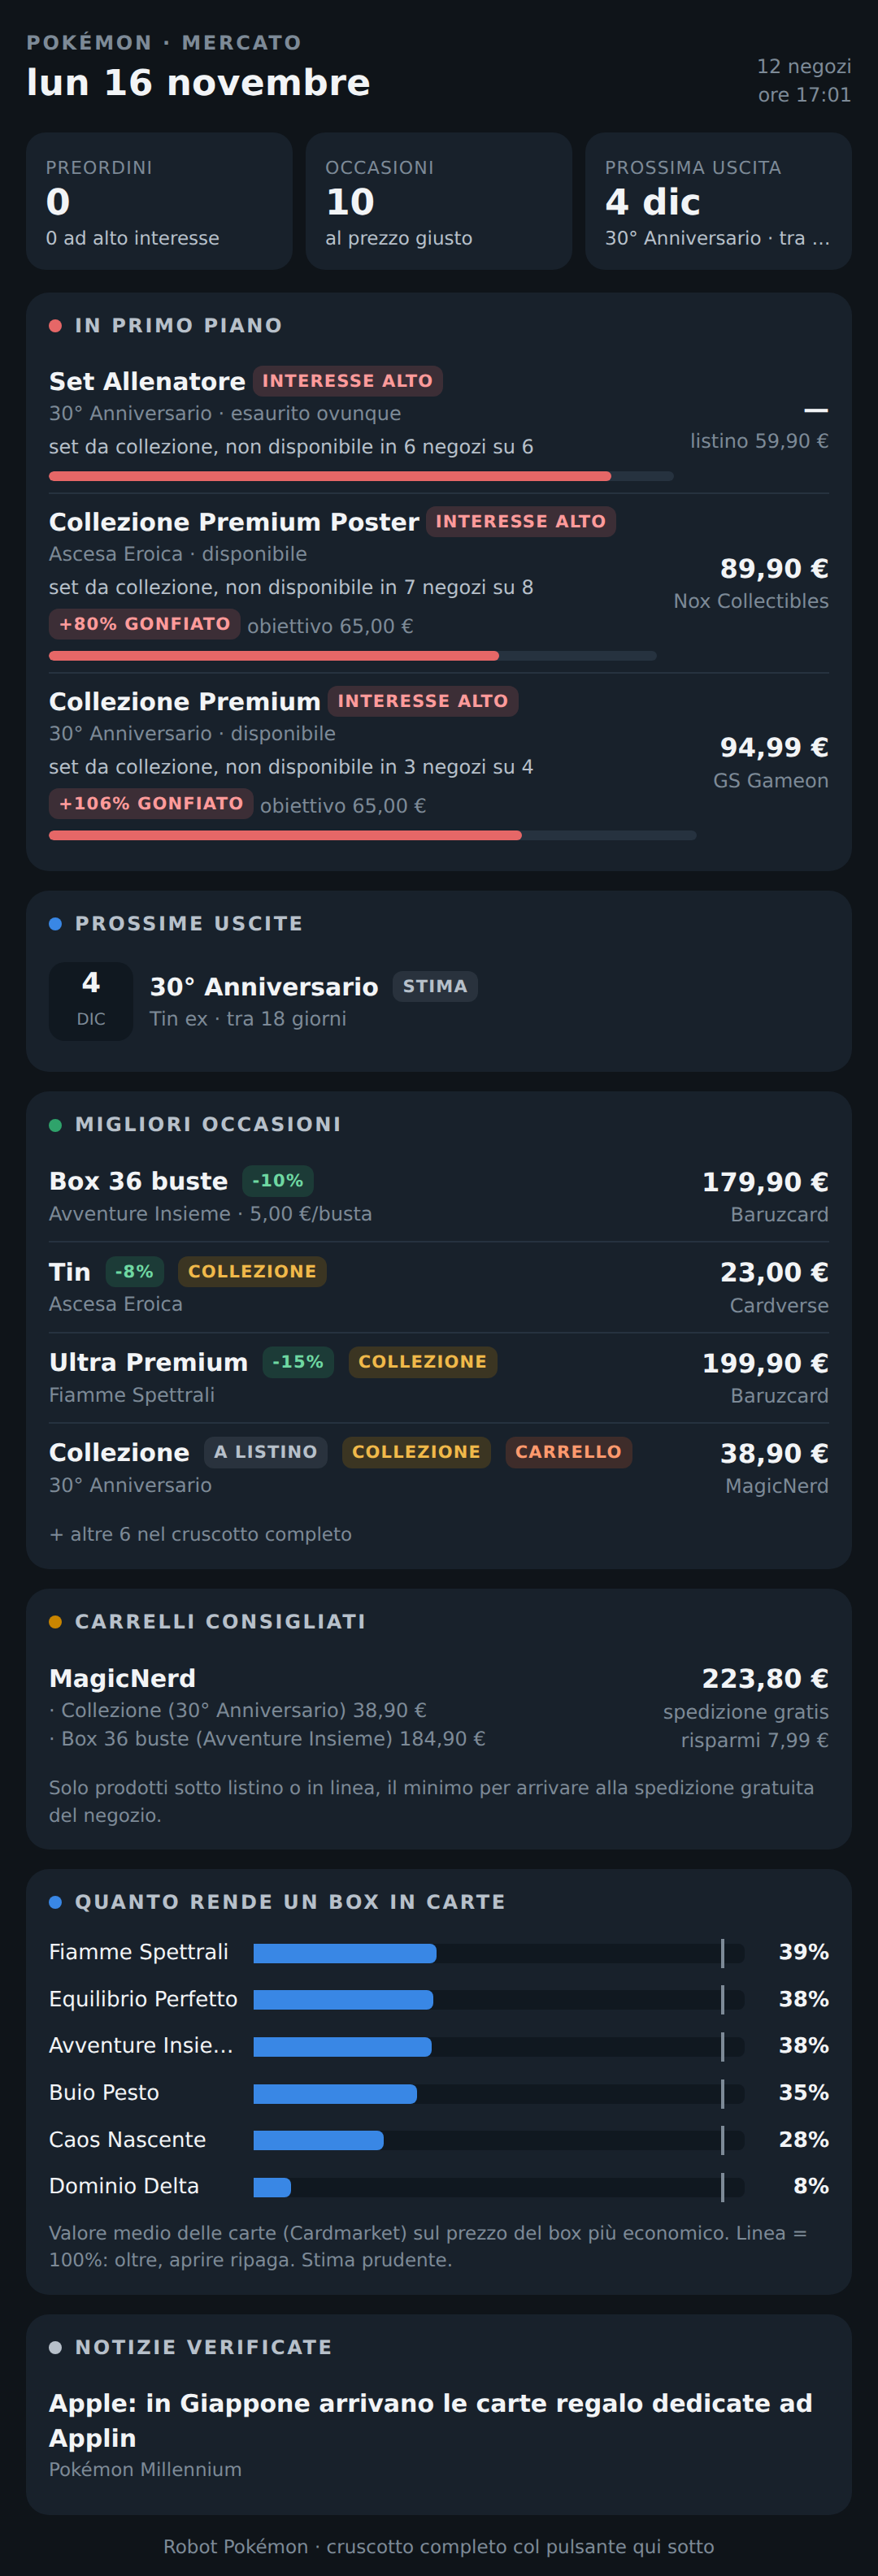 POKÉMON · MERCATO
lun 16 novembre
12 negozi
ore 17:01
PREORDINI
0
0 ad alto interesse
OCCASIONI
10
al prezzo giusto
PROSSIMA USCITA
4 dic
30° Anniversario · tra …
IN PRIMO PIANO
Set Allenatore INTERESSE ALTO
30° Anniversario · esaurito ovunque
set da collezione, non disponibile in 6 negozi su 6
—
listino 59,90 €
Collezione Premium Poster INTERESSE ALTO
Ascesa Eroica · disponibile
set da collezione, non disponibile in 7 negozi su 8
+80% GONFIATO obiettivo 65,00 €
89,90 €
Nox Collectibles
Collezione Premium INTERESSE ALTO
30° Anniversario · disponibile
set da collezione, non disponibile in 3 negozi su 4
+106% GONFIATO obiettivo 65,00 €
94,99 €
GS Gameon
PROSSIME USCITE
4
DIC
30° Anniversario STIMA
Tin ex · tra 18 giorni
MIGLIORI OCCASIONI
Box 36 buste -10%
Avventure Insieme · 5,00 €/busta
179,90 €
Baruzcard
Tin -8% COLLEZIONE
Ascesa Eroica
23,00 €
Cardverse
Ultra Premium -15% COLLEZIONE
Fiamme Spettrali
199,90 €
Baruzcard
Collezione A LISTINO COLLEZIONE CARRELLO
30° Anniversario
38,90 €
MagicNerd
+ altre 6 nel cruscotto completo
CARRELLI CONSIGLIATI
MagicNerd
· Collezione (30° Anniversario) 38,90 €
· Box 36 buste (Avventure Insieme) 184,90 €
223,80 €
spedizione gratis
risparmi 7,99 €
Solo prodotti sotto listino o in linea, il minimo per arrivare alla spedizione gratuita
del negozio.
QUANTO RENDE UN BOX IN CARTE
Fiamme Spettrali 39%
Equilibrio Perfetto 38%
Avventure Insie… 38%
Buio Pesto 35%
Caos Nascente 28%
Dominio Delta 8%
Valore medio delle carte (Cardmarket) sul prezzo del box più economico. Linea =
100%: oltre, aprire ripaga. Stima prudente.
NOTIZIE VERIFICATE
Apple: in Giappone arrivano le carte regalo dedicate ad
Applin
Pokémon Millennium
Robot Pokémon · cruscotto completo col pulsante qui sotto